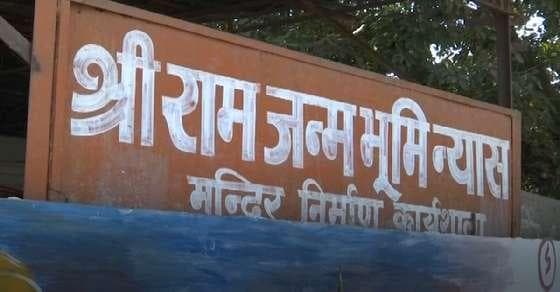 श्रीराम जन्मभूमि न्यास
मन्दिर निर्माण कार्यशाला